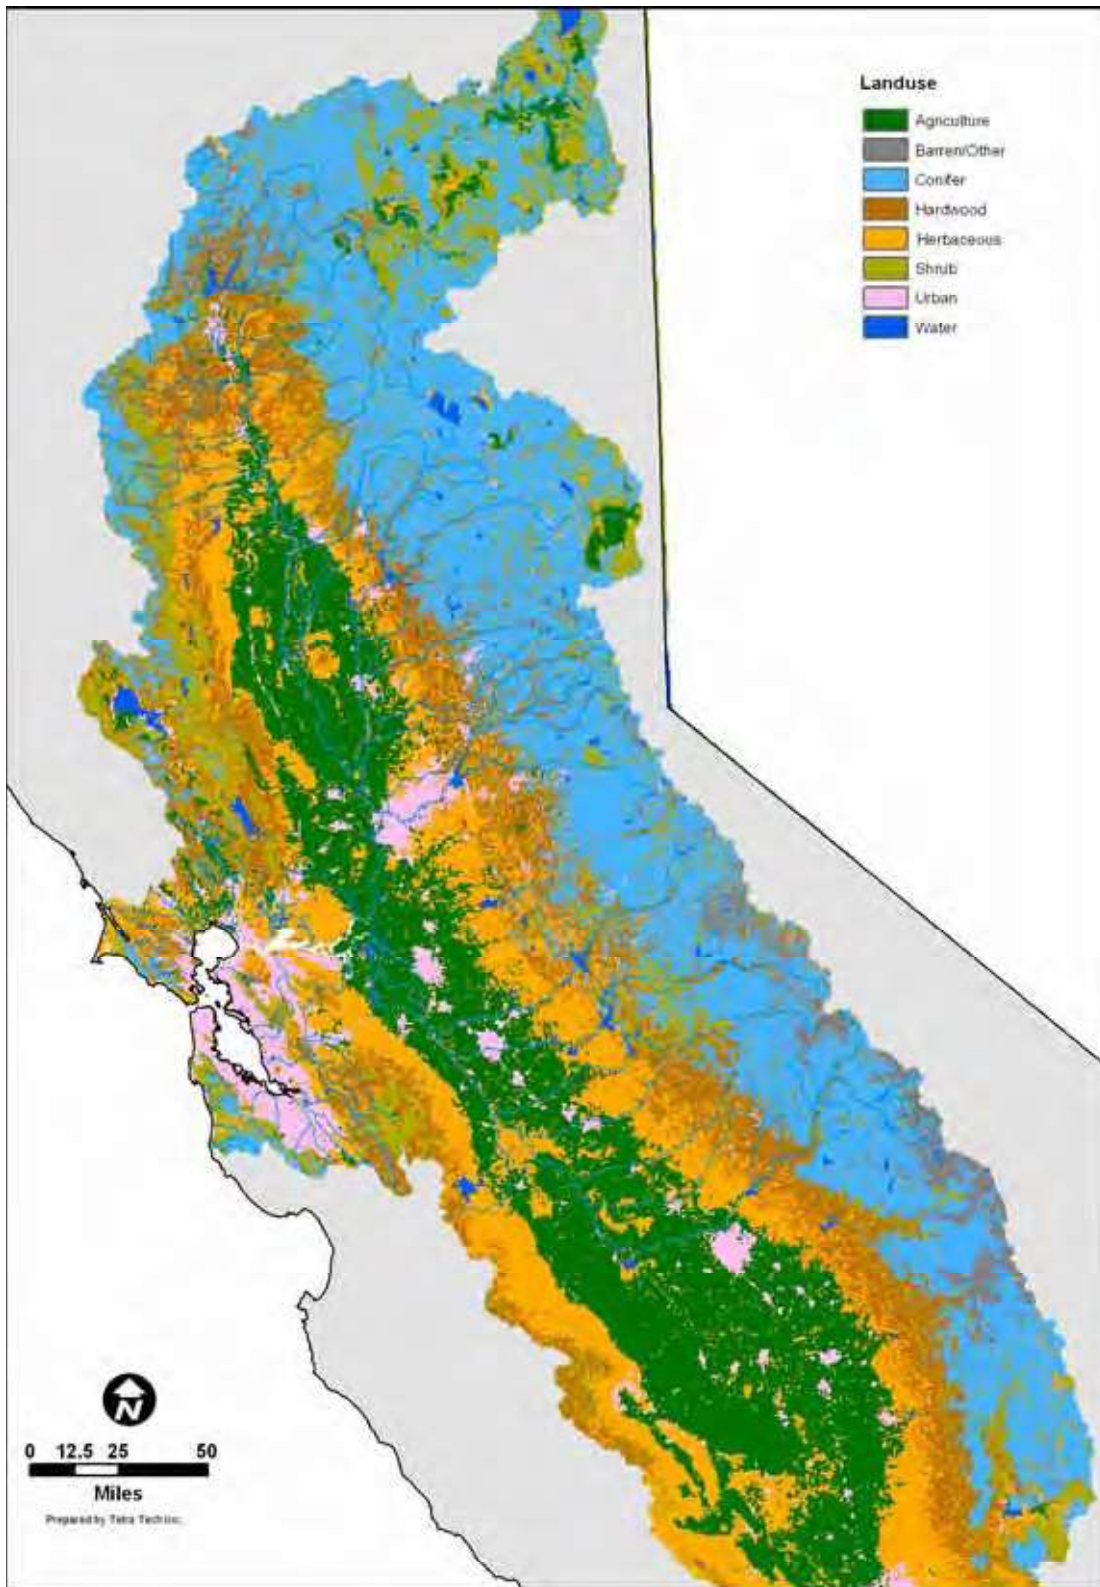 Landuse
Agriculture
Barren/Other
Conifer
Hardwood
Herbaceous
Shrub
Urban
Water
N
0 12.5 25 50
Miles
Prepared by Tetra Tech Inc.